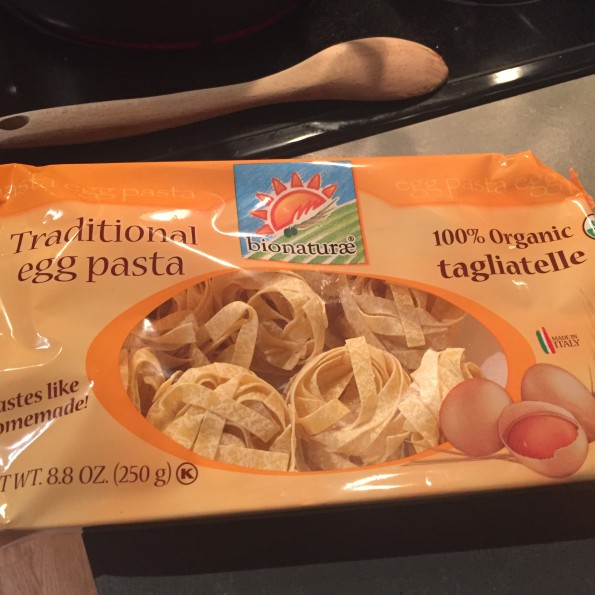 egg pasta
egg pasta
bionaturæ®
Traditional
egg pasta
100% Organic
tagliatelle
MADE IN
ITALY
astes like
omemade!
T WT. 8.8 OZ. (250 g) K